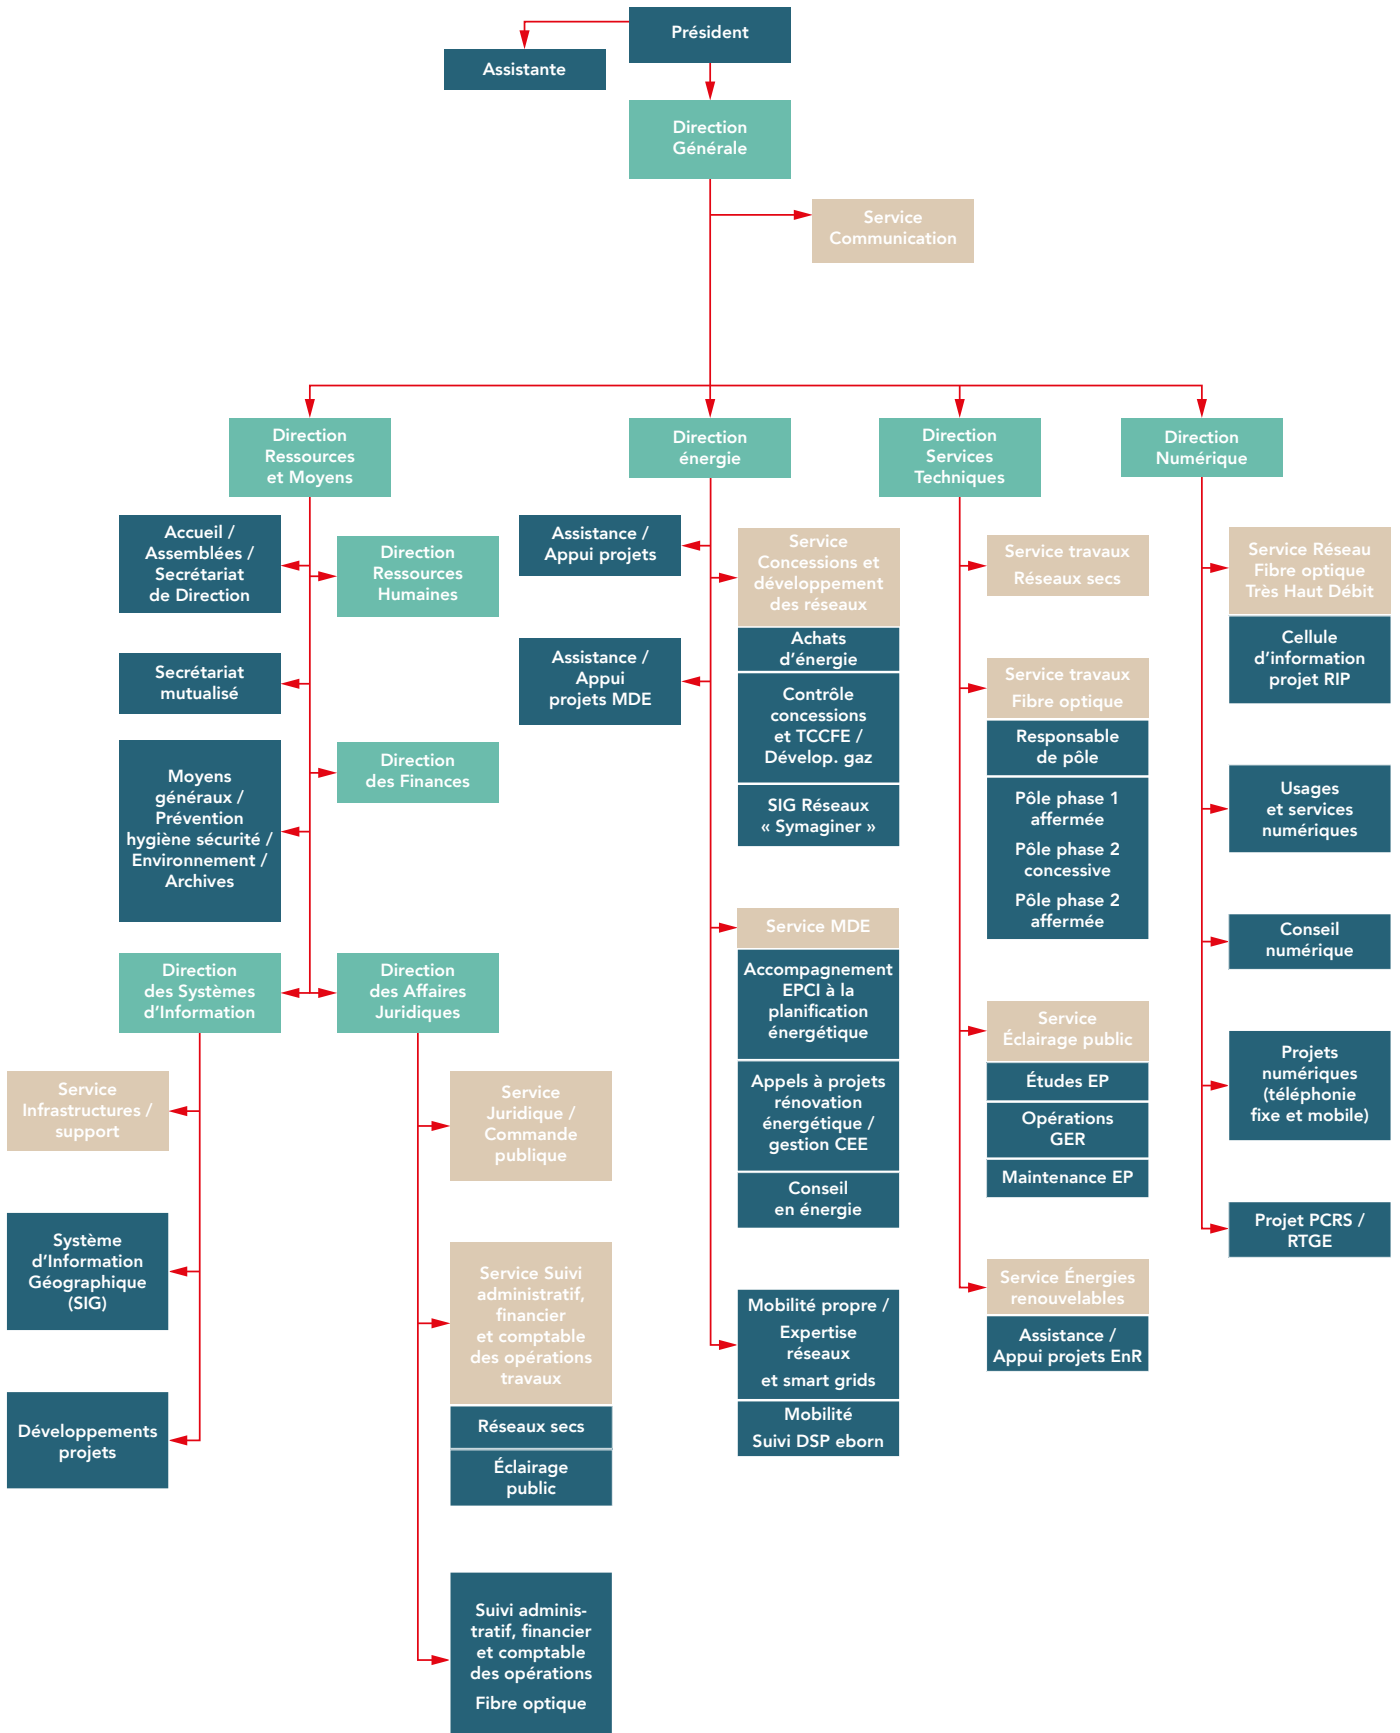 Président
Assistante
Direction
Générale
Service
Communication
Direction
Ressources
et Moyens
Accueil /
Assemblées /
Secrétariat
de Direction
Direction
Ressources
Humaines
Secrétariat
mutualisé
Moyens
généraux /
Prévention
hygiène sécurité /
Environnement /
Archives
Direction
des Finances
Direction
des Systèmes
d'Information
Direction
des Affaires
Juridiques
Service
Infrastructures /
support
Système
d'Information
Géographique
(SIG)
Développements
projets
Service
Juridique /
Commande
publique
Service Suivi
administratif,
financier
et comptable
des opérations
travaux
Réseaux secs
Éclairage
public
Suivi adminis-
tratif, financier
et comptable
des opérations
Fibre optique
Direction
énergie
Assistance /
Appui projets
Assistance /
Appui
projets MDE
Service
Concessions et
développement
des réseaux
Achats
d'énergie
Contrôle
concessions
et TCCFE /
Dévelop. gaz
SIG Réseaux
« Symaginer »
Service MDE
Accompagnement
EPCI à la
planification
énergétique
Appels à projets
rénovation
énergétique /
gestion CEE
Conseil
en énergie
Mobilité propre /
Expertise
réseaux
et smart grids
Mobilité
Suivi DSP eborn
Direction
Services
Techniques
Service travaux
Réseaux secs
Service travaux
Fibre optique
Responsable
de pôle
Pôle phase 1
affermée
Pôle phase 2
concessive
Pôle phase 2
affermée
Service
Éclairage public
Études EP
Opérations
GER
Maintenance EP
Service Énergies
renouvelables
Assistance /
Appui projets EnR
Direction
Numérique
Service Réseau
Fibre optique
Très Haut Débit
Cellule
d'information
projet RIP
Usages
et services
numériques
Conseil
numérique
Projets
numériques
(téléphonie
fixe et mobile)
Projet PCRS /
RTGE